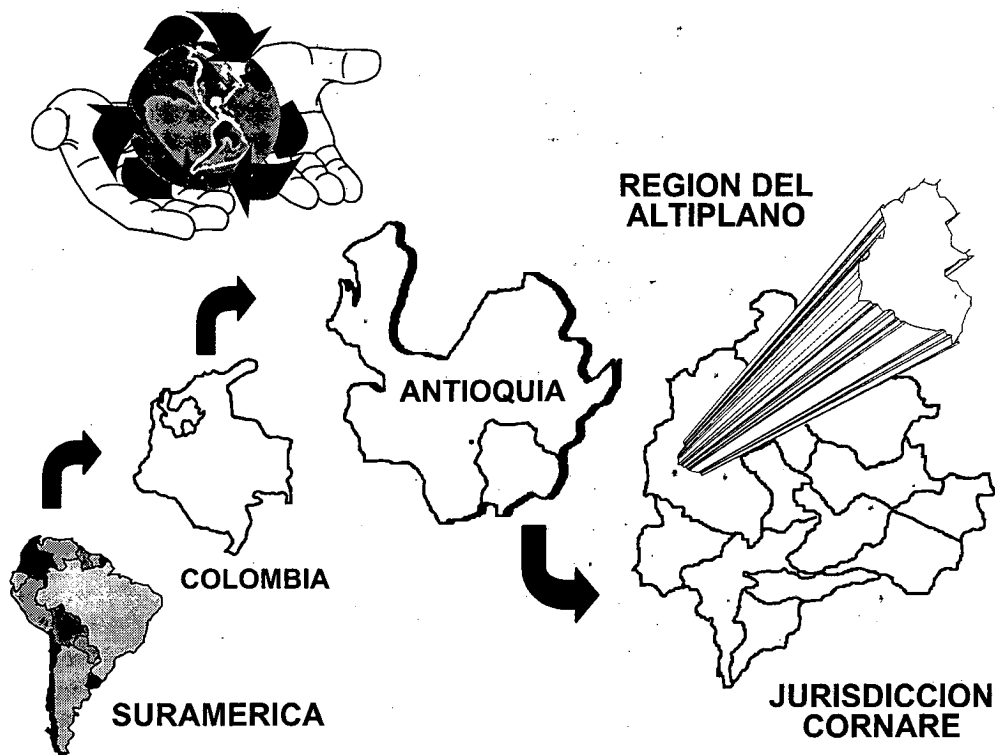 REGION DEL
ALTIPLANO
ANTIOQUIA
COLOMBIA
SURAMERICA
JURISDICCION
CORNARE